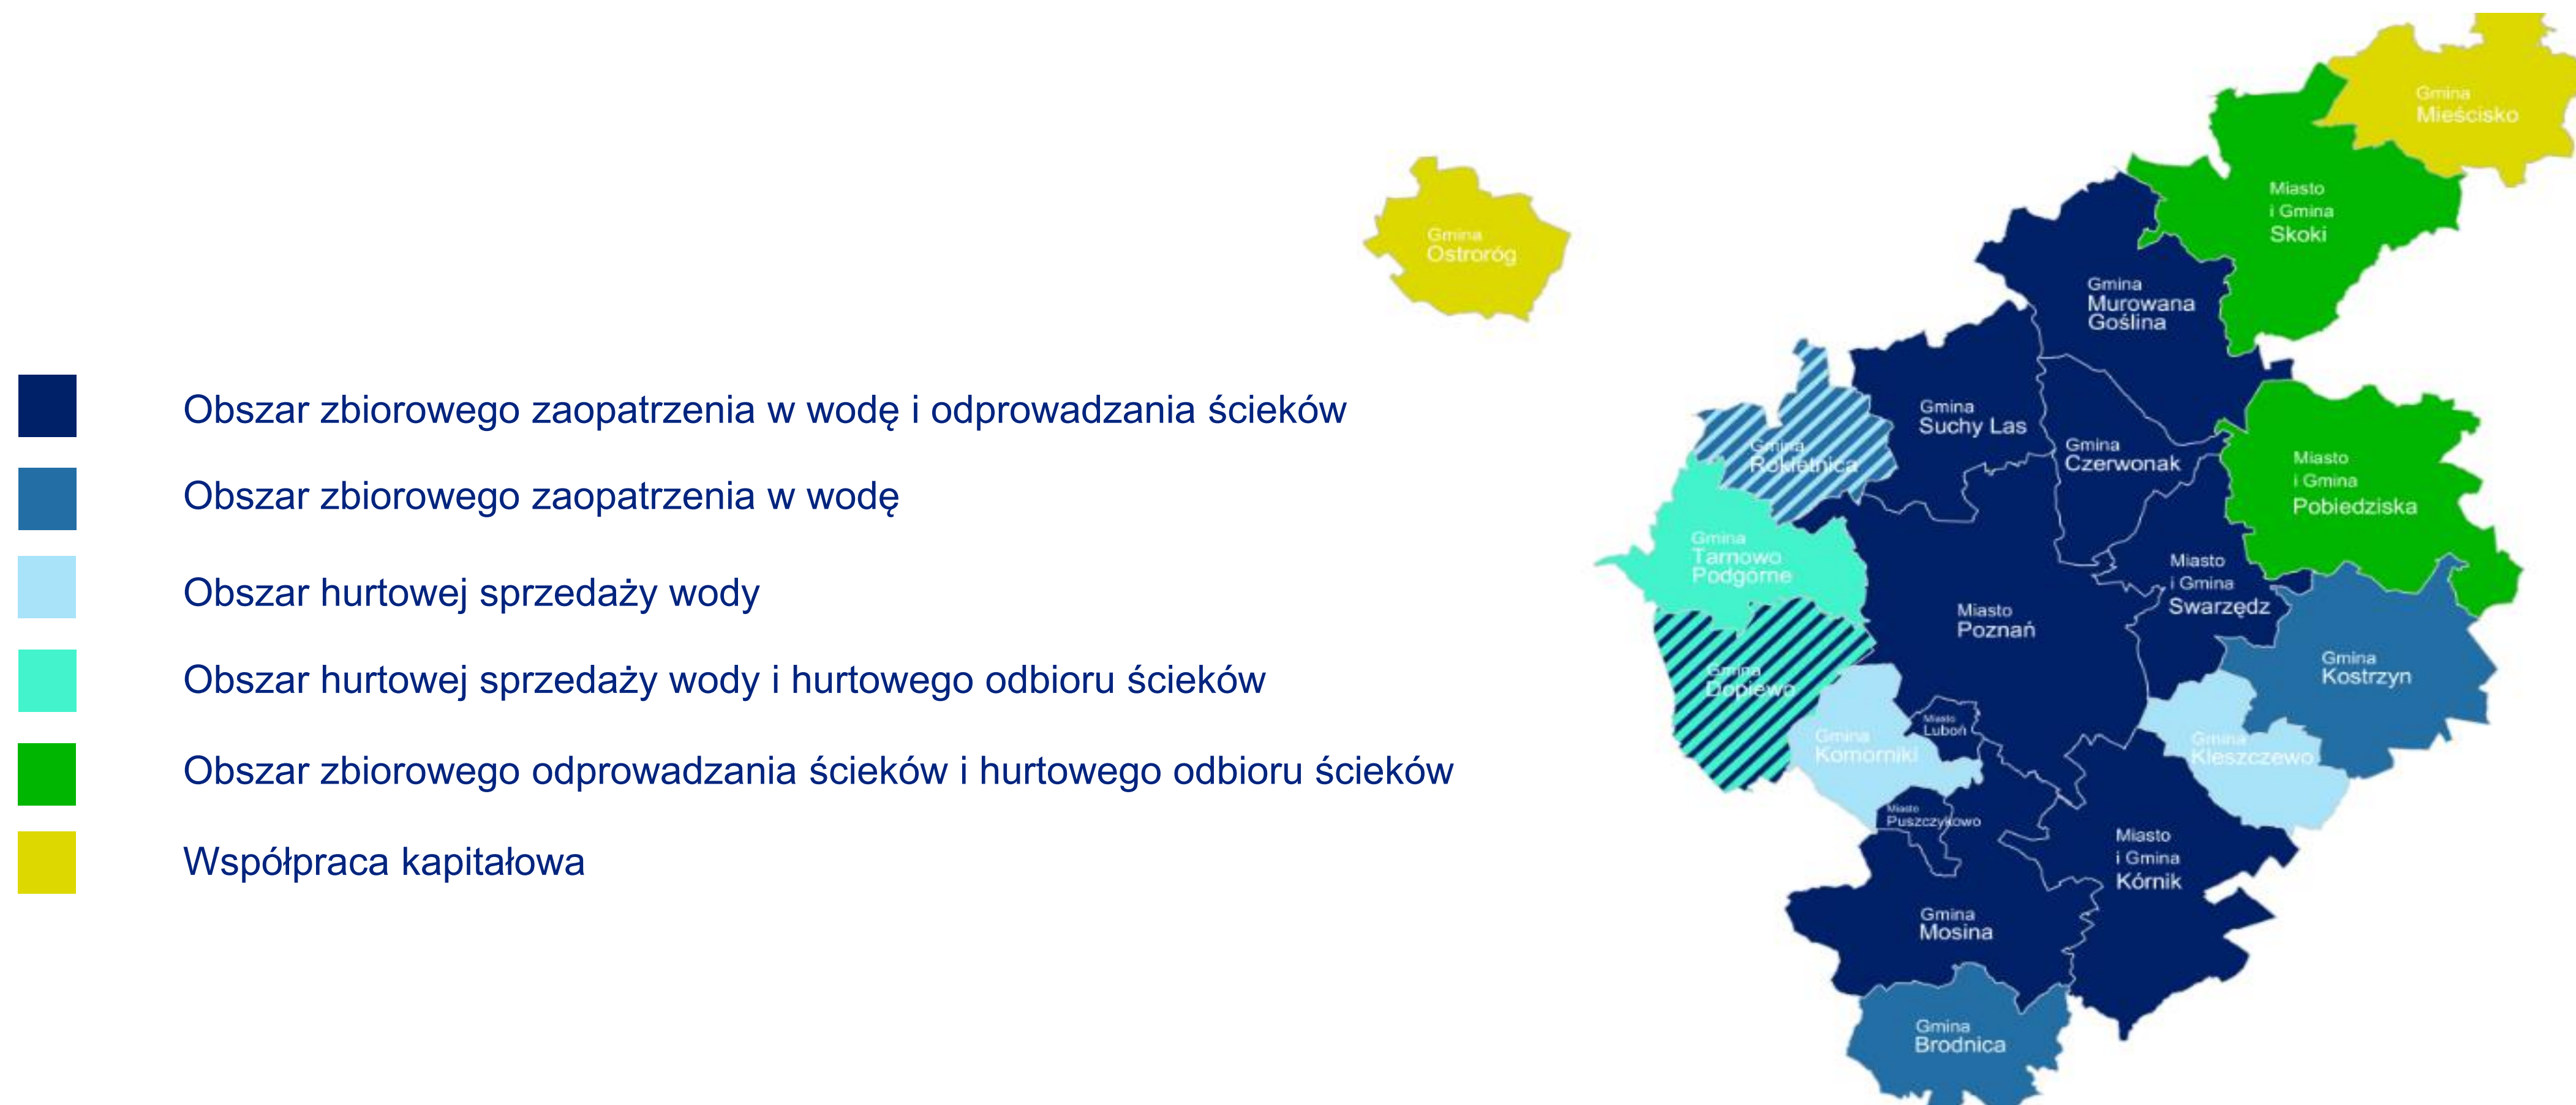 Obszar zbiorowego zaopatrzenia w wodę i odprowadzania ścieków
Obszar zbiorowego zaopatrzenia w wodę
Obszar hurtowej sprzedaży wody
Obszar hurtowej sprzedaży wody i hurtowego odbioru ścieków
Obszar zbiorowego odprowadzania ścieków i hurtowego odbioru ścieków
Współpraca kapitałowa
Gmina
Mieścisko
Miasto
i Gmina
Skoki
Gmina
Ostroróg
Gmina
Murowana
Goślina
Gmina
Suchy Las
Gmina
Rokietnica
Gmina
Czerwonak
Miasto
i Gmina
Pobiedziska
Gmina
Tarnowo
Podgórne
Miasto
i Gmina
Swarzędz
Miasto
Poznań
Gmina
Kostrzyn
Gmina
Dopiewo
Miasto
Luboń
Gmina
Komorniki
Gmina
Kleszczewo
Miasto
Puszczykowo
Miasto
i Gmina
Kórnik
Gmina
Mosina
Gmina
Brodnica